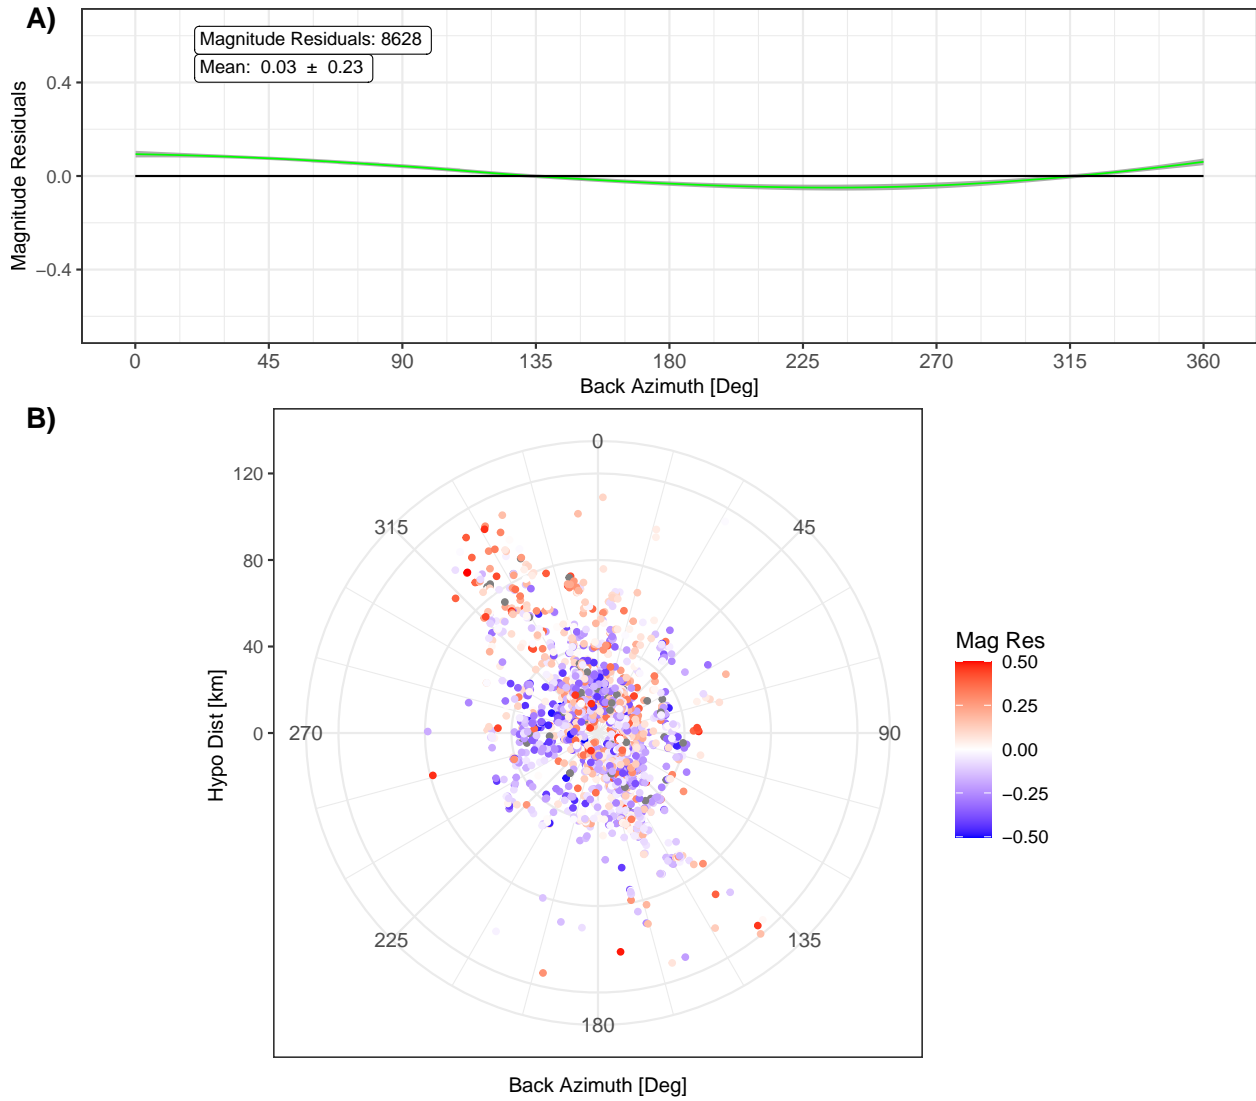 A)
Magnitude Residuals: 8628
Mean:  0.03  ±  0.23
Magnitude Residuals
0.4
0.0
−0.4
0 45 90 135 180 225 270 315 360
Back Azimuth [Deg]
B)
Hypo Dist [km]
120
80
40
0
0
45
90
135
180
225
270
315
Back Azimuth [Deg]
Mag Res
0.50
0.25
0.00
−0.25
−0.50